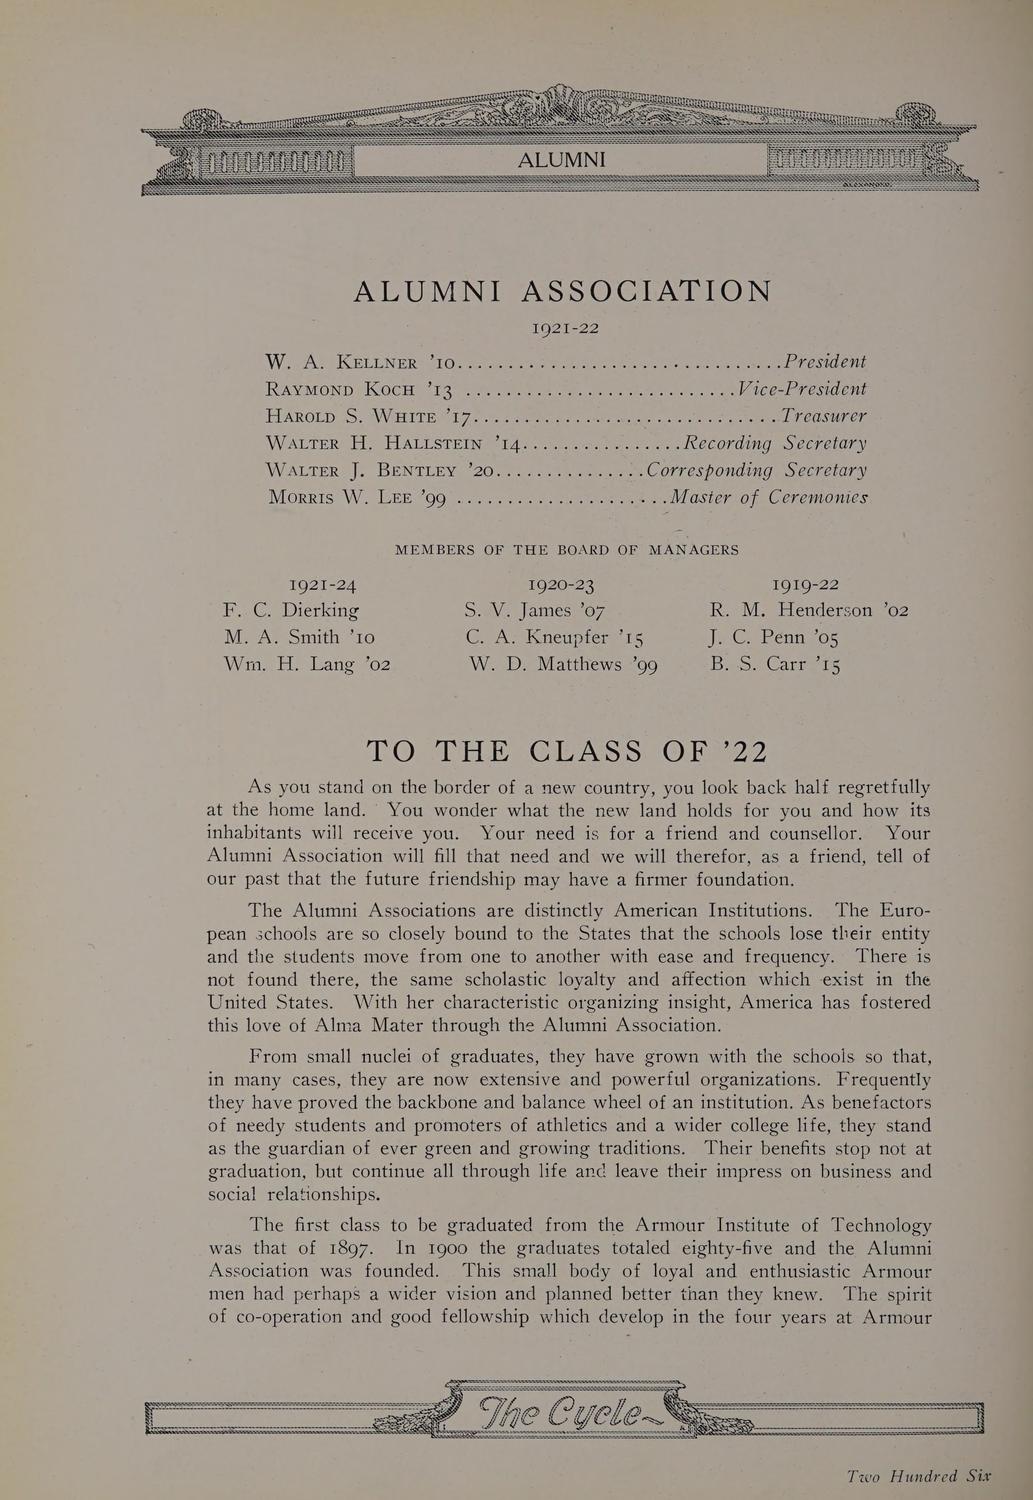 ALUMNI
ALEXANDER.
ALUMNI ASSOCIATION
1921-22
W. A. KELLNER ’10.....................................President
RAYMOND KOCH ’13 ..............................Vice-President
HAROLD S. WHITE ’17...................................Treasurer
WALTER H. HALLSTEIN ’14................Recording Secretary
WALTER J. BENTLEY ’20...............Corresponding Secretary
MORRIS W. LEE ’99 ......................Master of Ceremonies
MEMBERS OF THE BOARD OF MANAGERS
1921-24 1920-23 1919-22
F. C. Dierking S. V. James ’07 R. M. Henderson ’02
M. A. Smith ’10 C. A. Kneupfer ’15 J. C. Penn ’05
Wm. H. Lang ’02 W. D. Matthews ’99 B. S. Carr ’15
TO THE CLASS OF ’22
As you stand on the border of a new country, you look back half regretfully
at the home land. You wonder what the new land holds for you and how its
inhabitants will receive you. Your need is for a friend and counsellor. Your
Alumni Association will fill that need and we will therefor, as a friend, tell of
our past that the future friendship may have a firmer foundation.
The Alumni Associations are distinctly American Institutions. The Euro-
pean schools are so closely bound to the States that the schools lose their entity
and the students move from one to another with ease and frequency. There is
not found there, the same scholastic loyalty and affection which exist in the
United States. With her characteristic organizing insight, America has fostered
this love of Alma Mater through the Alumni Association.
From small nuclei of graduates, they have grown with the schools so that,
in many cases, they are now extensive and powerful organizations. Frequently
they have proved the backbone and balance wheel of an institution. As benefactors
of needy students and promoters of athletics and a wider college life, they stand
as the guardian of ever green and growing traditions. Their benefits stop not at
graduation, but continue all through life and leave their impress on business and
social relationships.
The first class to be graduated from the Armour Institute of Technology
was that of 1897. In 1900 the graduates totaled eighty-five and the Alumni
Association was founded. This small body of loyal and enthusiastic Armour
men had perhaps a wider vision and planned better than they knew. The spirit
of co-operation and good fellowship which develop in the four years at Armour
The Cycle
Two Hundred Six